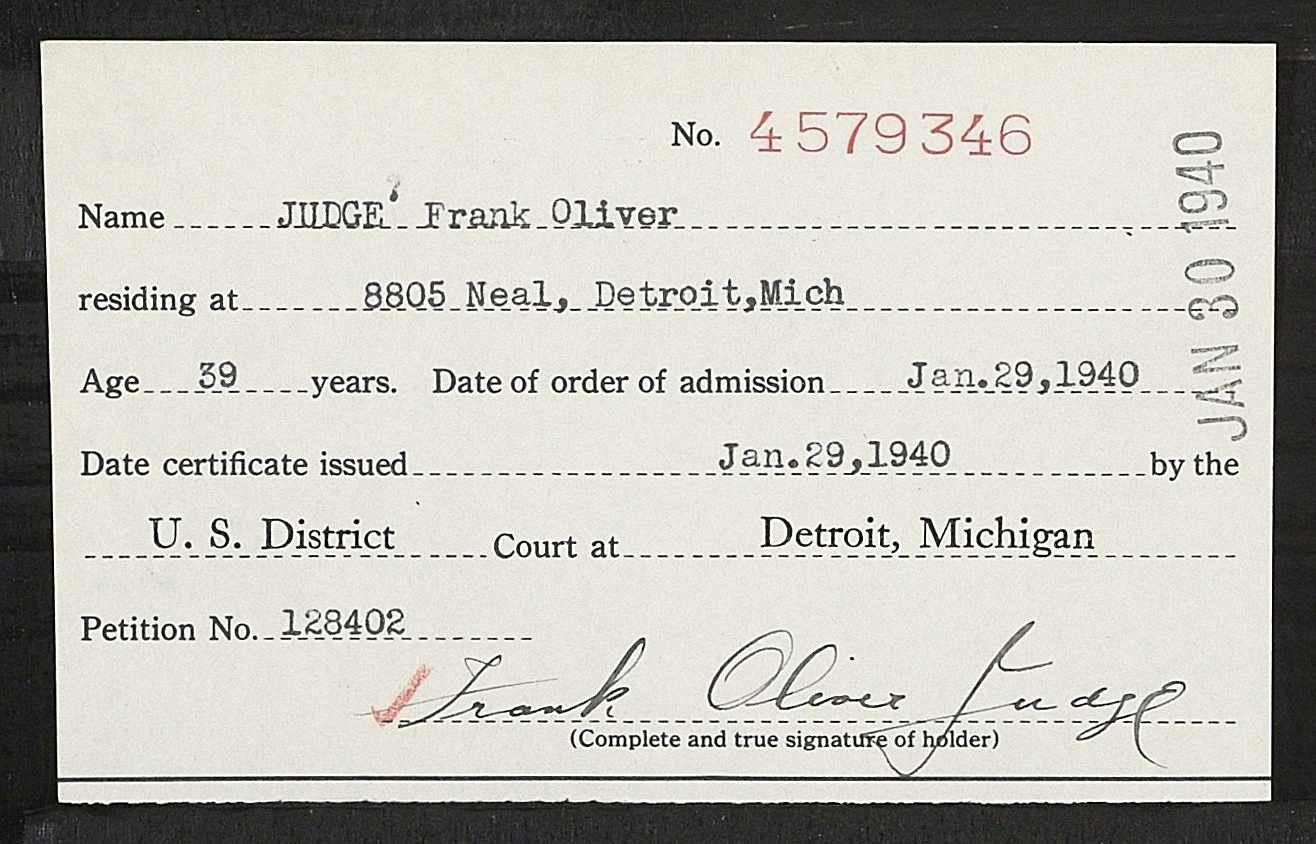 No. 4579346
Name JUDGE' Frank Oliver
residing at 8805 Neal, Detroit,Mich
Age 39 years. Date of order of admission Jan.29,1940
Date certificate issued Jan.29,1940 by the
U. S. District Court at Detroit, Michigan
Petition No. 128402
Frank Oliver Judge
(Complete and true signature of holder)
JAN 30 1940